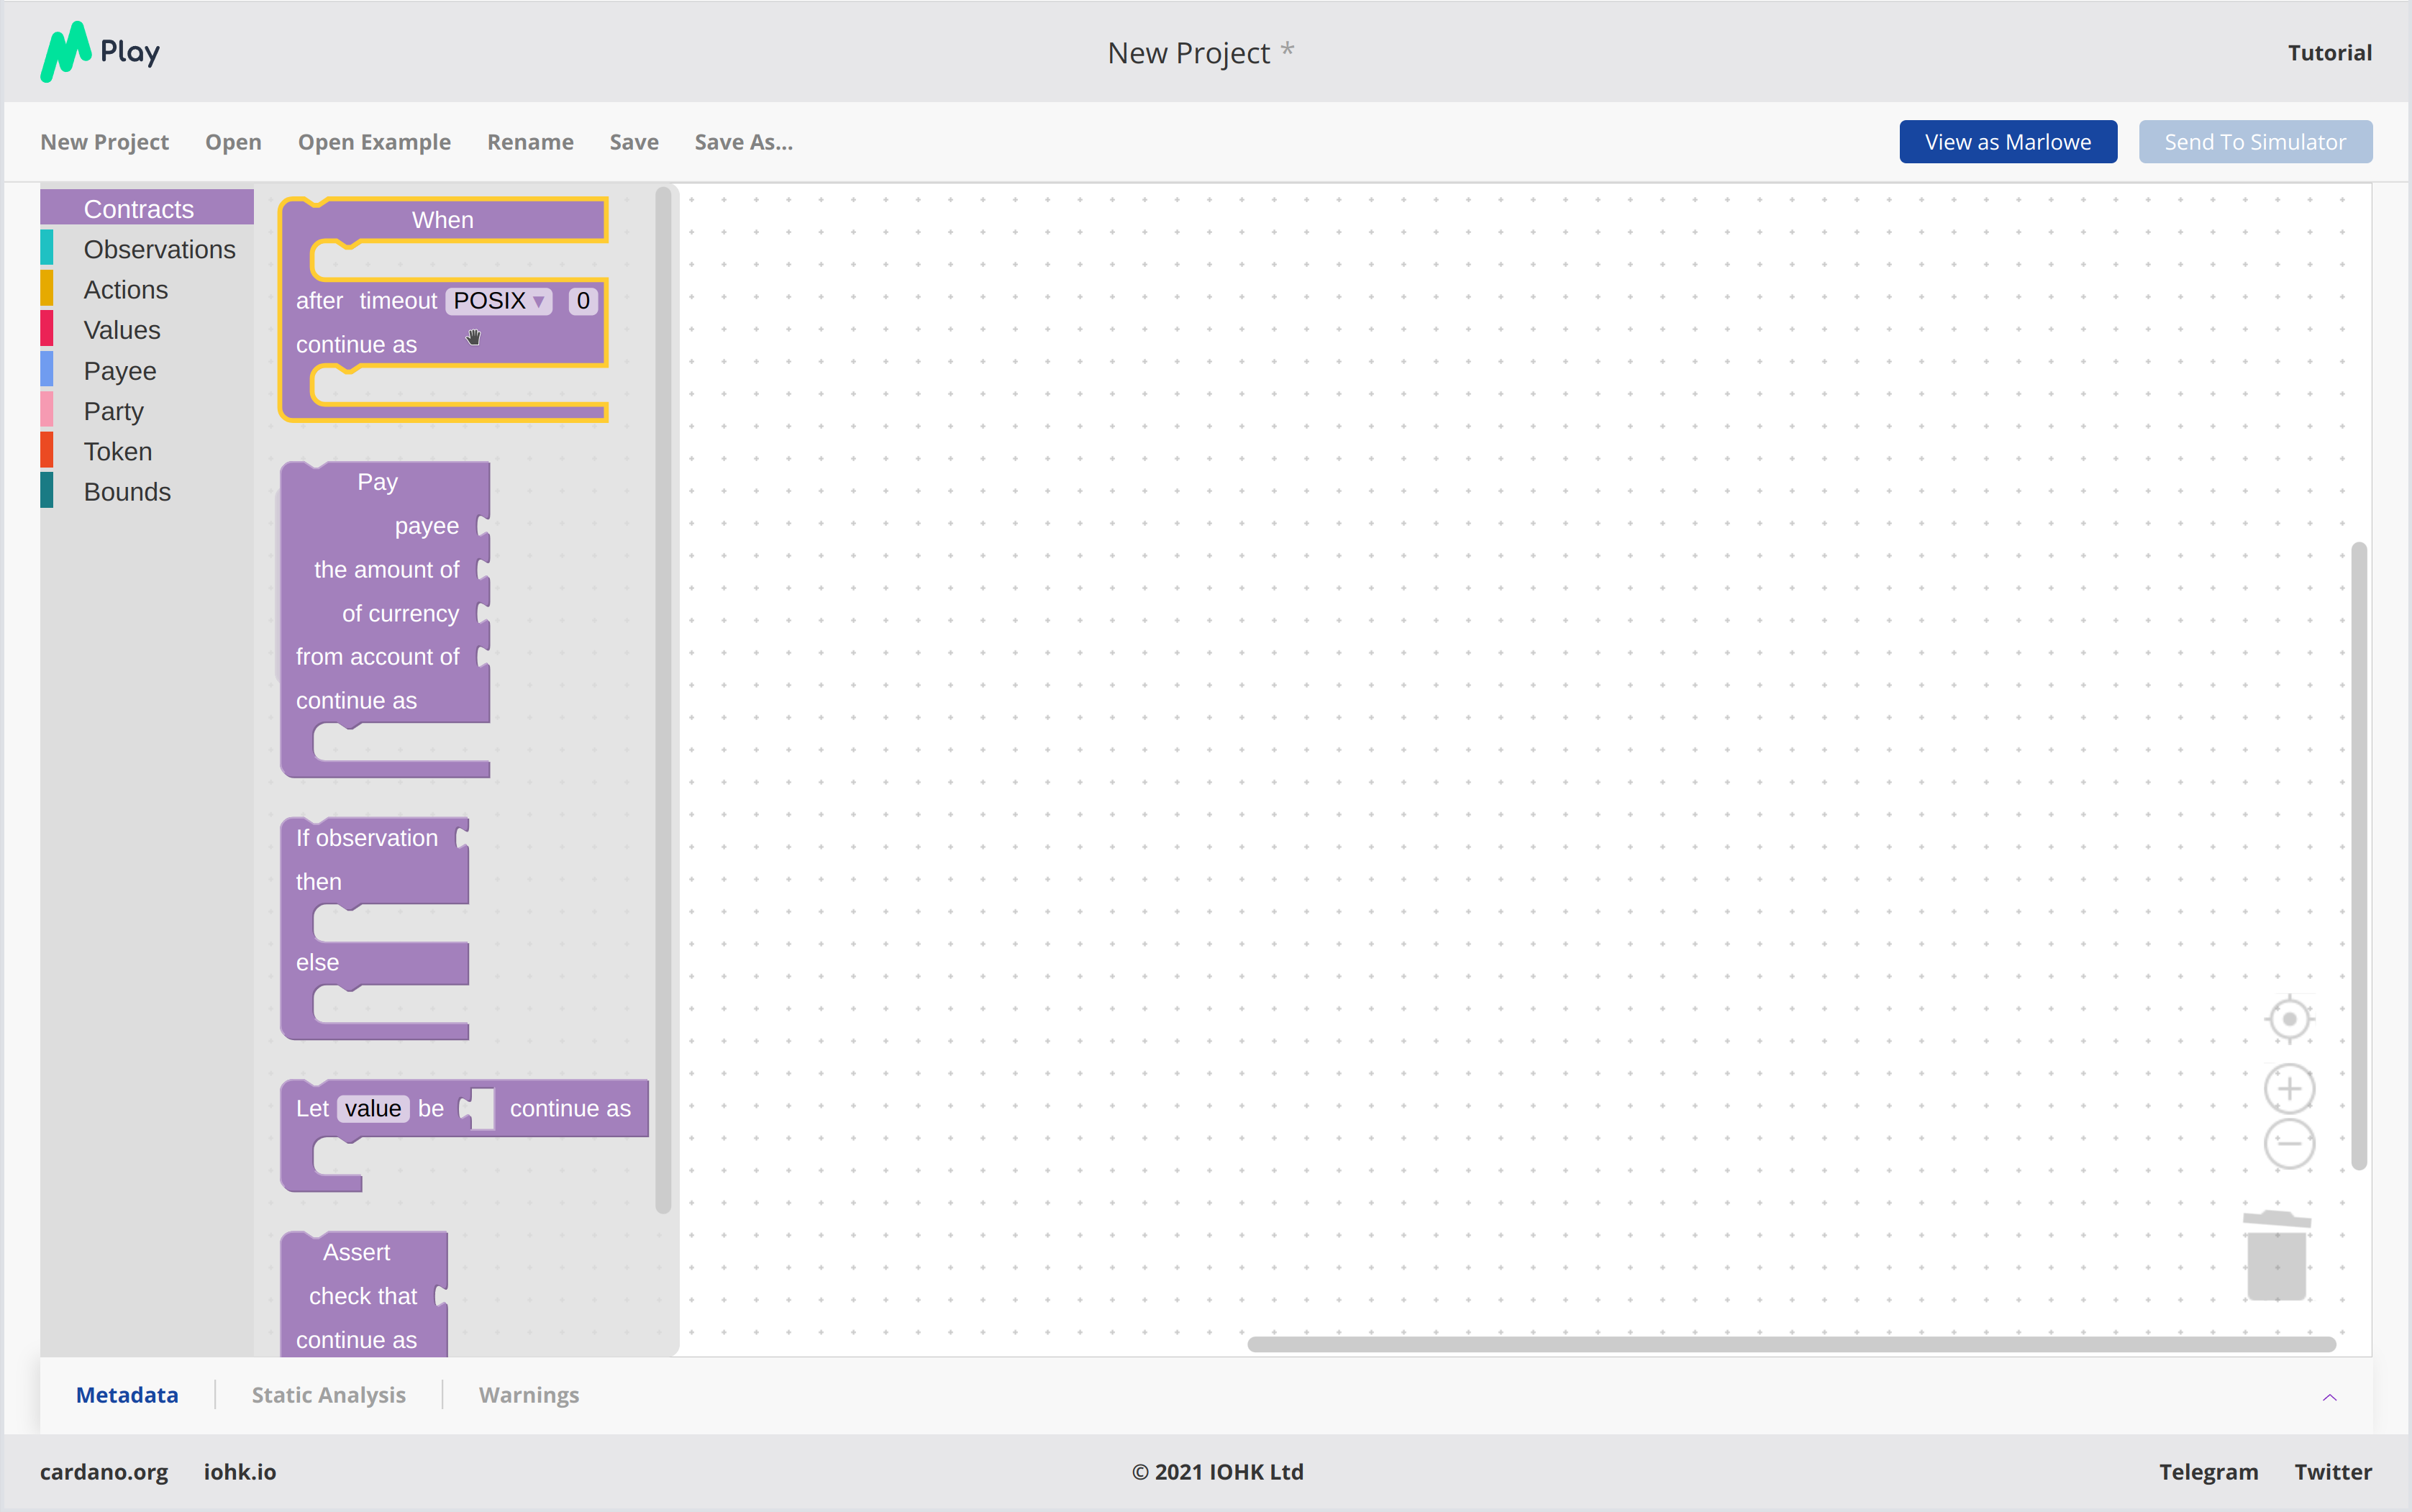 Play
New Project *
Tutorial
New Project Open Open Example Rename Save Save As...
View as Marlowe Send To Simulator
Contracts
Observations
Actions
Values
Payee
Party
Token
Bounds
When
after timeout POSIX ▼ 0
continue as
Pay
payee
the amount of
of currency
from account of
continue as
If observation
then
else
Let value be continue as
Assert
check that
continue as
Metadata Static Analysis Warnings
cardano.org iohk.io © 2021 IOHK Ltd Telegram Twitter